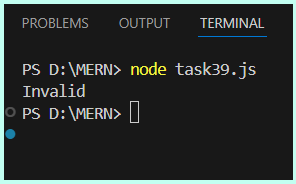 PROBLEMS OUTPUT TERMINAL
PS D:\MERN> node task39.js
Invalid
PS D:\MERN>